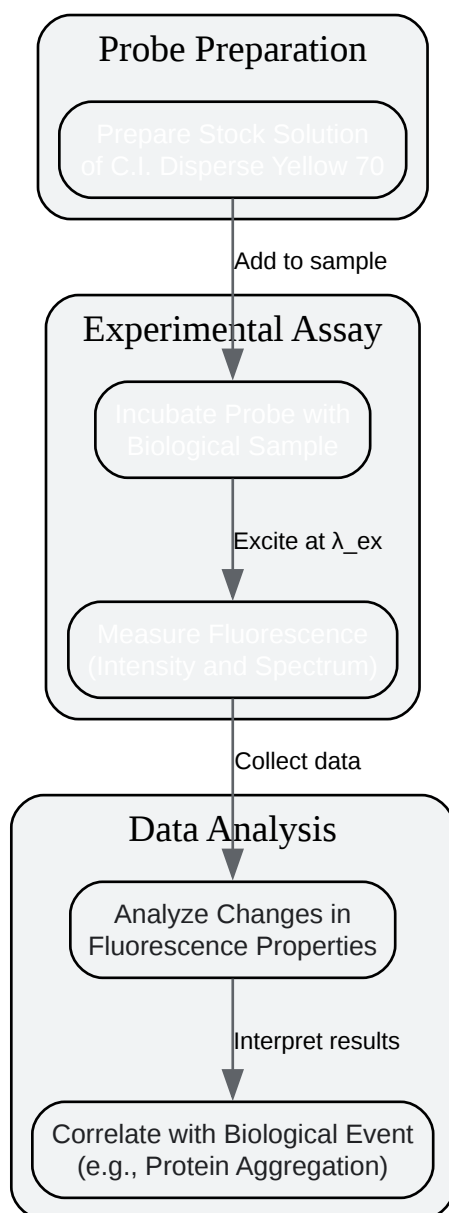 Probe Preparation
Prepare Stock Solution
of C.I. Disperse Yellow 70
Add to sample
Experimental Assay
Incubate Probe with
Biological Sample
Excite at λ_ex
Measure Fluorescence
(Intensity and Spectrum)
Collect data
Data Analysis
Analyze Changes in
Fluorescence Properties
Interpret results
Correlate with Biological Event
(e.g., Protein Aggregation)